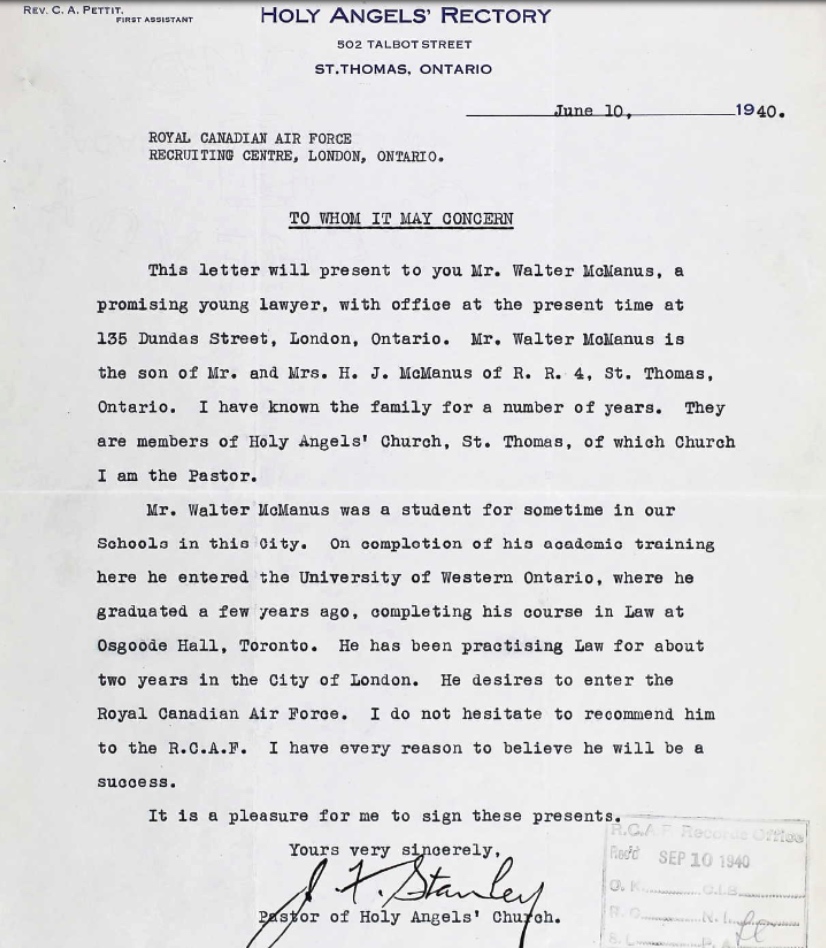 REV. C. A. PETTIT,
FIRST ASSISTANT
HOLY ANGELS' RECTORY
502 TALBOT STREET
ST. THOMAS, ONTARIO
June 10, 1940.
ROYAL CANADIAN AIR FORCE
RECRUITING CENTRE, LONDON, ONTARIO.
TO WHOM IT MAY CONCERN
This letter will present to you Mr. Walter McManus, a
promising young lawyer, with office at the present time at
135 Dundas Street, London, Ontario. Mr. Walter McManus is
the son of Mr. and Mrs. H. J. McManus of R. R. 4, St. Thomas,
Ontario. I have known the family for a number of years. They
are members of Holy Angels' Church, St. Thomas, of which Church
I am the Pastor.
Mr. Walter McManus was a student for sometime in our
Schools in this City. On completion of his academic training
here he entered the University of Western Ontario, where he
graduated a few years ago, completing his course in Law at
Osgoode Hall, Toronto. He has been practising Law for about
two years in the City of London. He desires to enter the
Royal Canadian Air Force. I do not hesitate to recommend him
to the R.C.A.F. I have every reason to believe he will be a
success.
It is a pleasure for me to sign these presents.
Yours very sincerely,
J. F. Stanley
Pastor of Holy Angels' Church.
R.C.A.F. Records Office
Rec'd SEP 10 1940